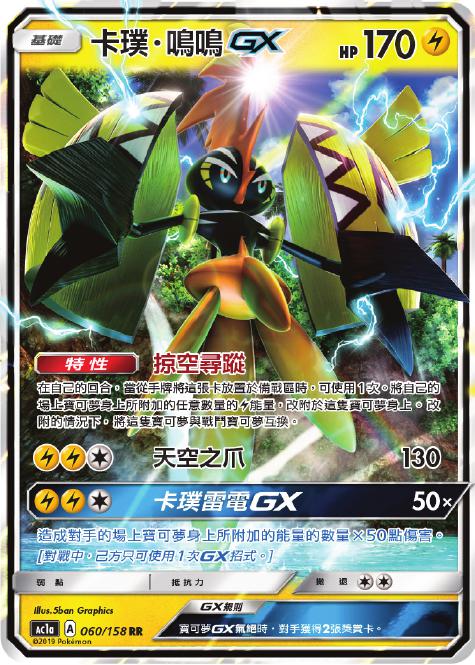 基礎 卡璞・鳴鳴GX HP 170
特性 掠空尋蹤
在自己的回合,當從手牌將這張卡放置於備戰區時,可使用1次。將自己的
場上寶可夢身上所附加的任意數量的能量,改附於這隻寶可夢身上。改
附的情況下,將這隻寶可夢與戰鬥寶可夢互換。
天空之爪 130
卡璞雷電GX 50×
造成對手的場上寶可夢身上所附加的能量的數量×50點傷害。
[對戰中,己方只可使用1次GX招式。]
弱點 抵抗力 撤退
illus.5ban Graphics
AC1a A 060/158 RR
©2019 Pokémon
GX規則
寶可夢GX氣絕時,對手獲得2張獎賞卡。